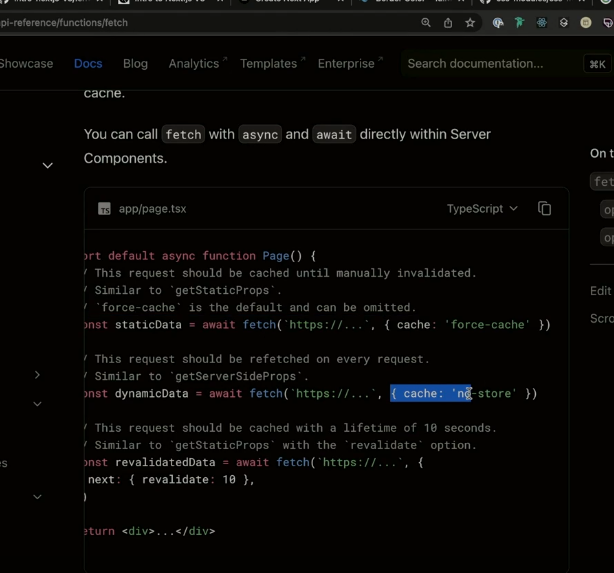 pi-reference/functions/fetch
Showcase Docs Blog Analytics Templates Enterprise Search documentation... ⌘K
cache.
You can call fetch with async and await directly within Server
Components.
On t
fet
op
op
Edit
Scro
TS app/page.tsx TypeScript
ort default async function Page() {
/ This request should be cached until manually invalidated.
/ Similar to `getStaticProps`.
/ `force-cache` is the default and can be omitted.
onst staticData = await fetch(`https://...`, { cache: 'force-cache' })
/ This request should be refetched on every request.
/ Similar to `getServerSideProps`.
onst dynamicData = await fetch(`https://...`, { cache: 'no-store' })
/ This request should be cached with a lifetime of 10 seconds.
/ Similar to `getStaticProps` with the `revalidate` option.
onst revalidatedData = await fetch(`https://...`, {
next: { revalidate: 10 },
)
eturn <div>...</div>
es